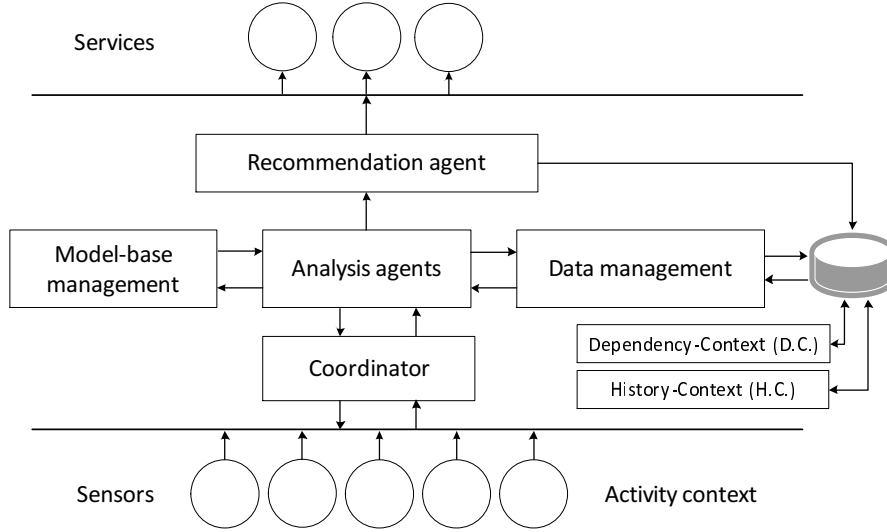 Services
Recommendation agent
Model-base
management
Analysis agents
Data management
Coordinator
Dependency-Context (D.C.)
History-Context (H.C.)
Sensors
Activity context